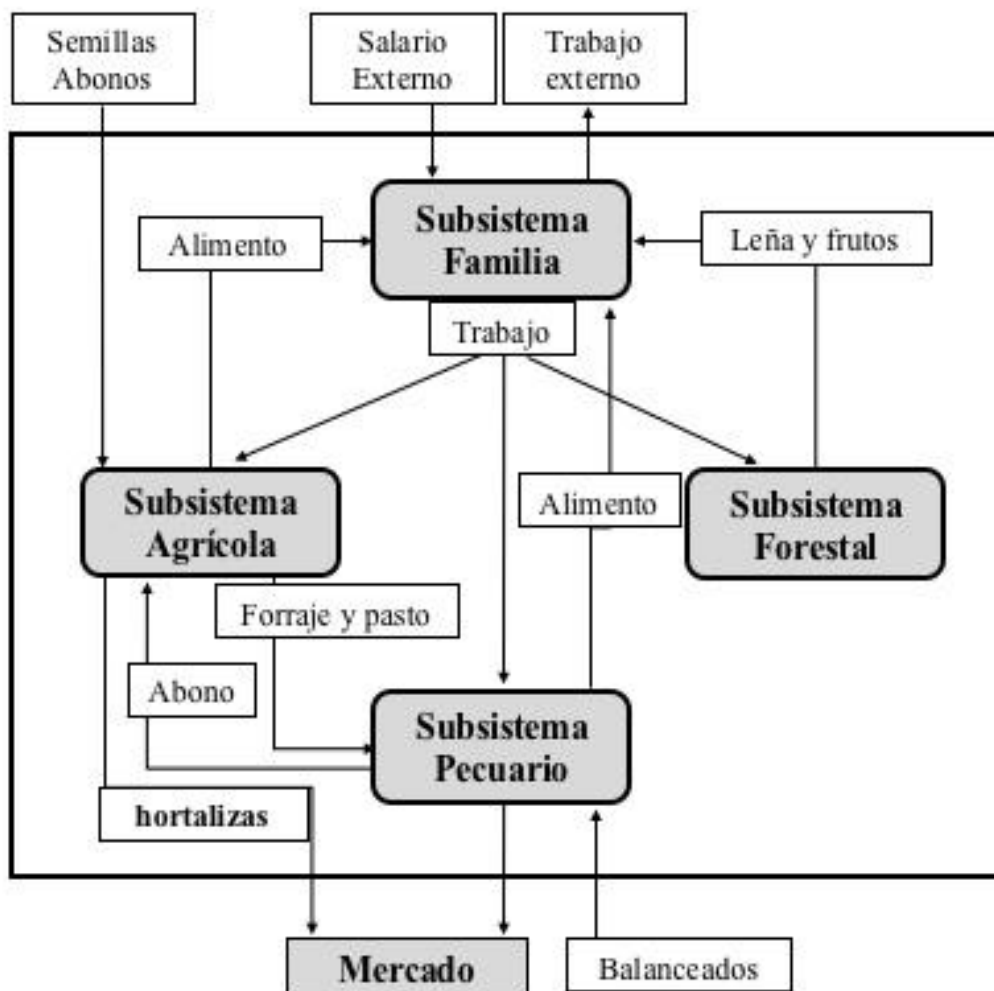 Semillas
Abonos
Salario
Externo
Trabajo
externo
Subsistema
Familia
Alimento
Leña y frutos
Trabajo
Subsistema
Agrícola
Alimento
Subsistema
Forestal
Forraje y pasto
Abono
Subsistema
Pecuario
hortalizas
Mercado
Balanceados